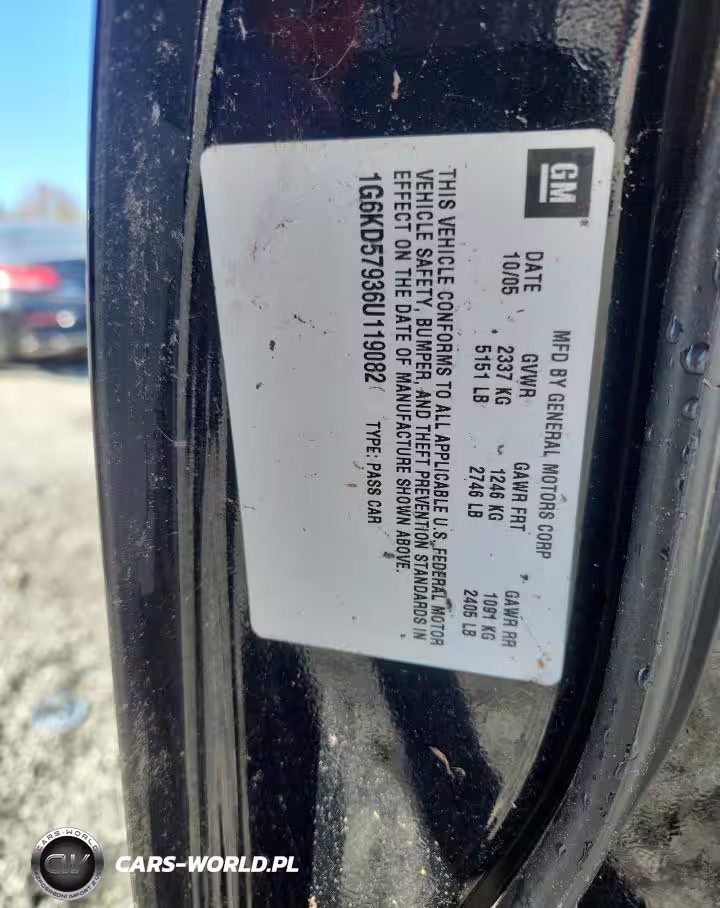 GM
MFD BY GENERAL MOTORS CORP
DATE GVWR GAWR FRT GAWR RR
10/05 2337 KG 1246 KG 1091 KG
5151 LB 2746 LB 2405 LB
THIS VEHICLE CONFORMS TO ALL APPLICABLE U.S. FEDERAL MOTOR
VEHICLE SAFETY, BUMPER, AND THEFT PREVENTION STANDARDS IN
EFFECT ON THE DATE OF MANUFACTURE SHOWN ABOVE.
1G6KD57936U119082 TYPE: PASS CAR
CARS-WORLD
CW
CARS-WORLD.PL